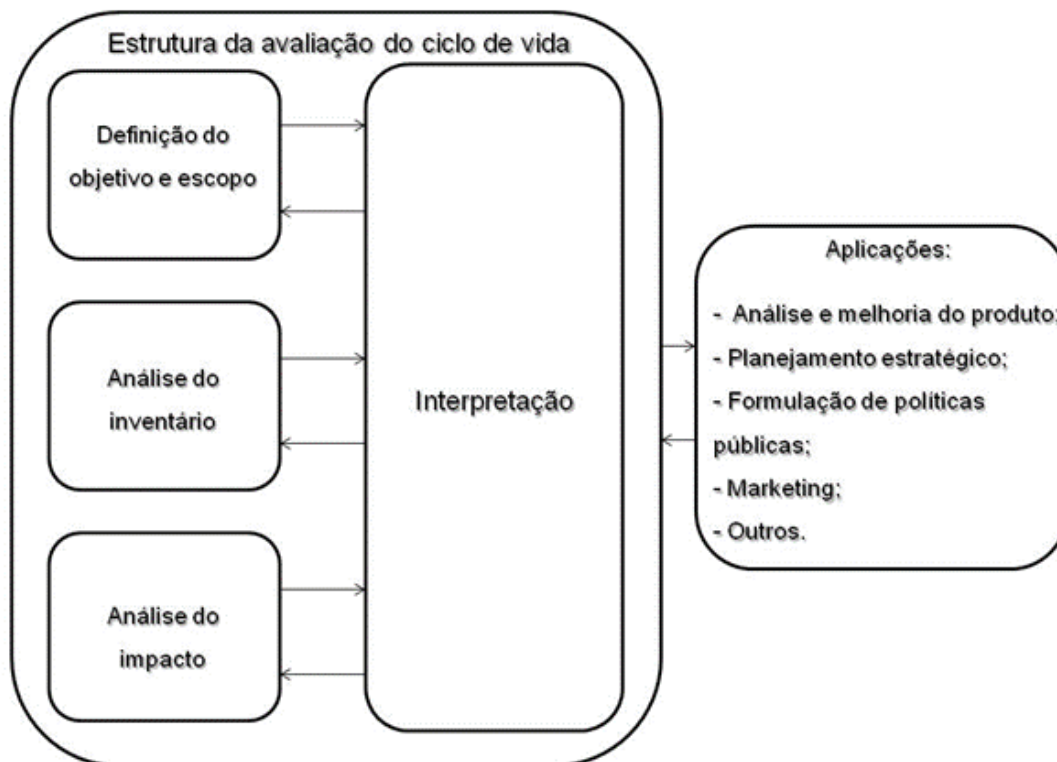 Estrutura da avaliação do ciclo de vida
Definição do
objetivo e escopo
Análise do
inventário
Análise do
impacto
Interpretação
Aplicações:
- Análise e melhoria do produto;
- Planejamento estratégico;
- Formulação de políticas
públicas;
- Marketing;
- Outros.